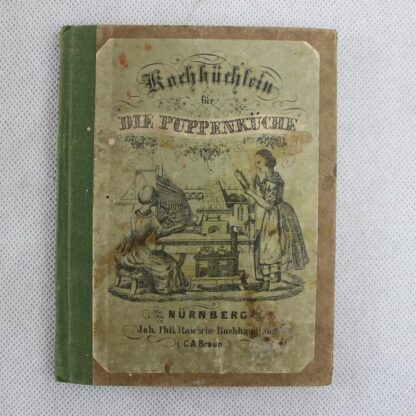 Kochbüchlein
für
DIE PUPPENKÜCHE
NÜRNBERG
Joh. Phil. Raw'sche Buchhandlung
(C.A. Braun.)